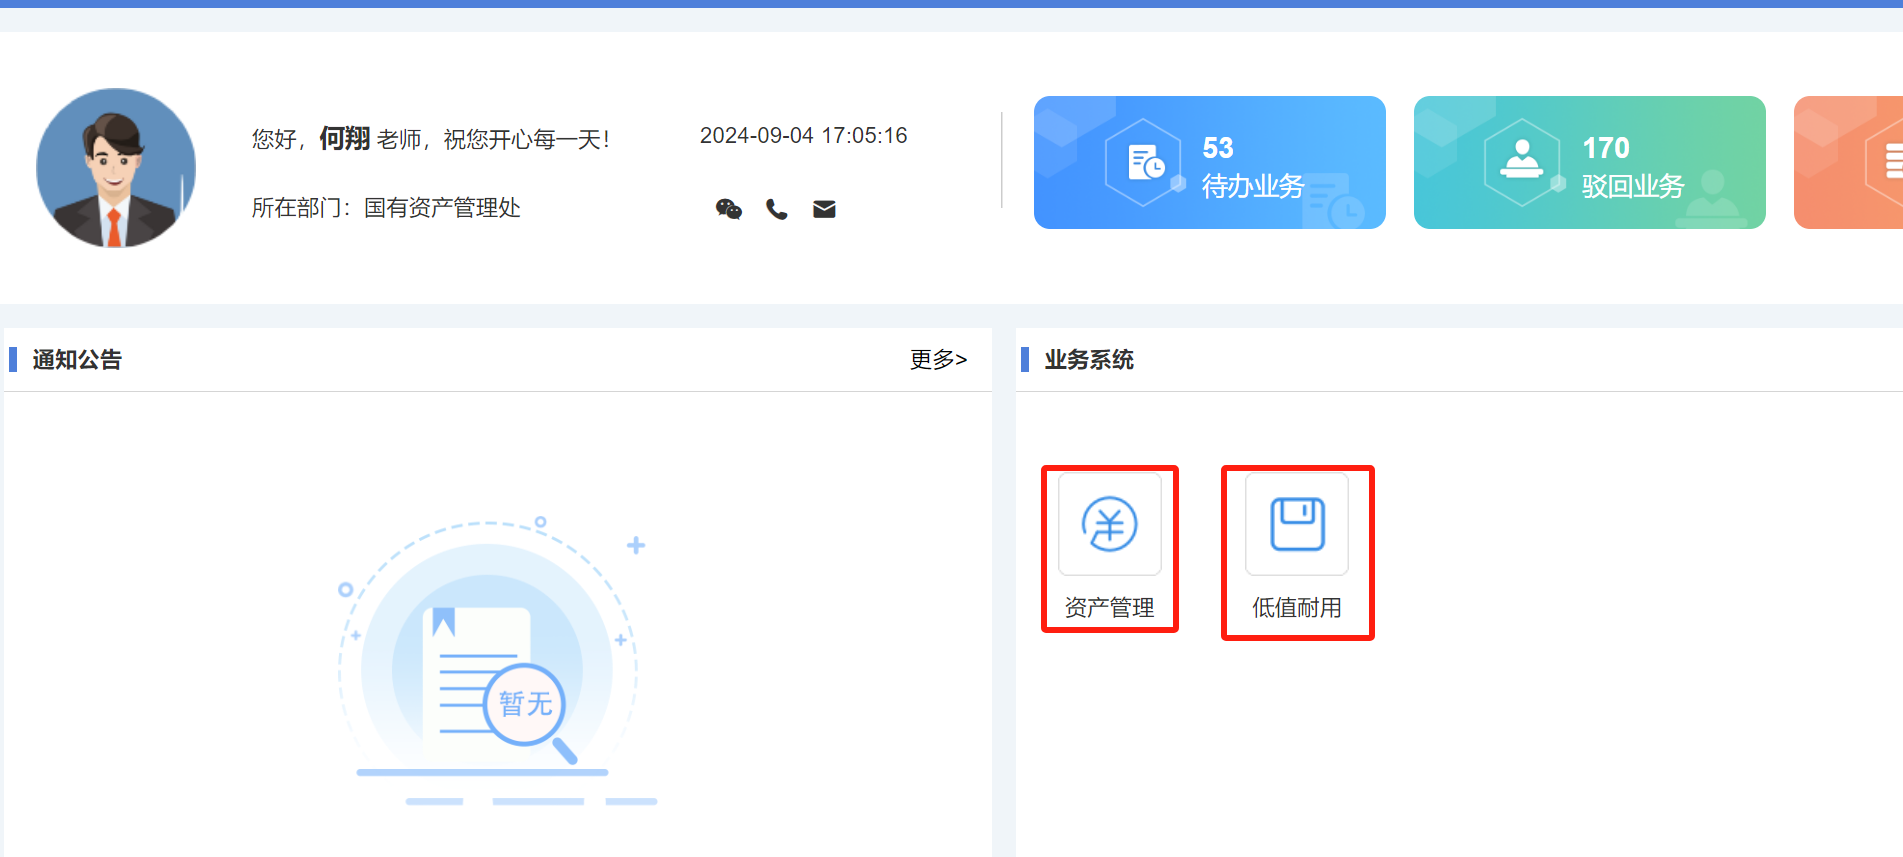 您好，何翔 老师，祝您开心每一天！
2024-09-04 17:05:16
所在部门：国有资产管理处
53
待办业务
170
驳回业务
通知公告
更多>
暂无
业务系统
资产管理
低值耐用